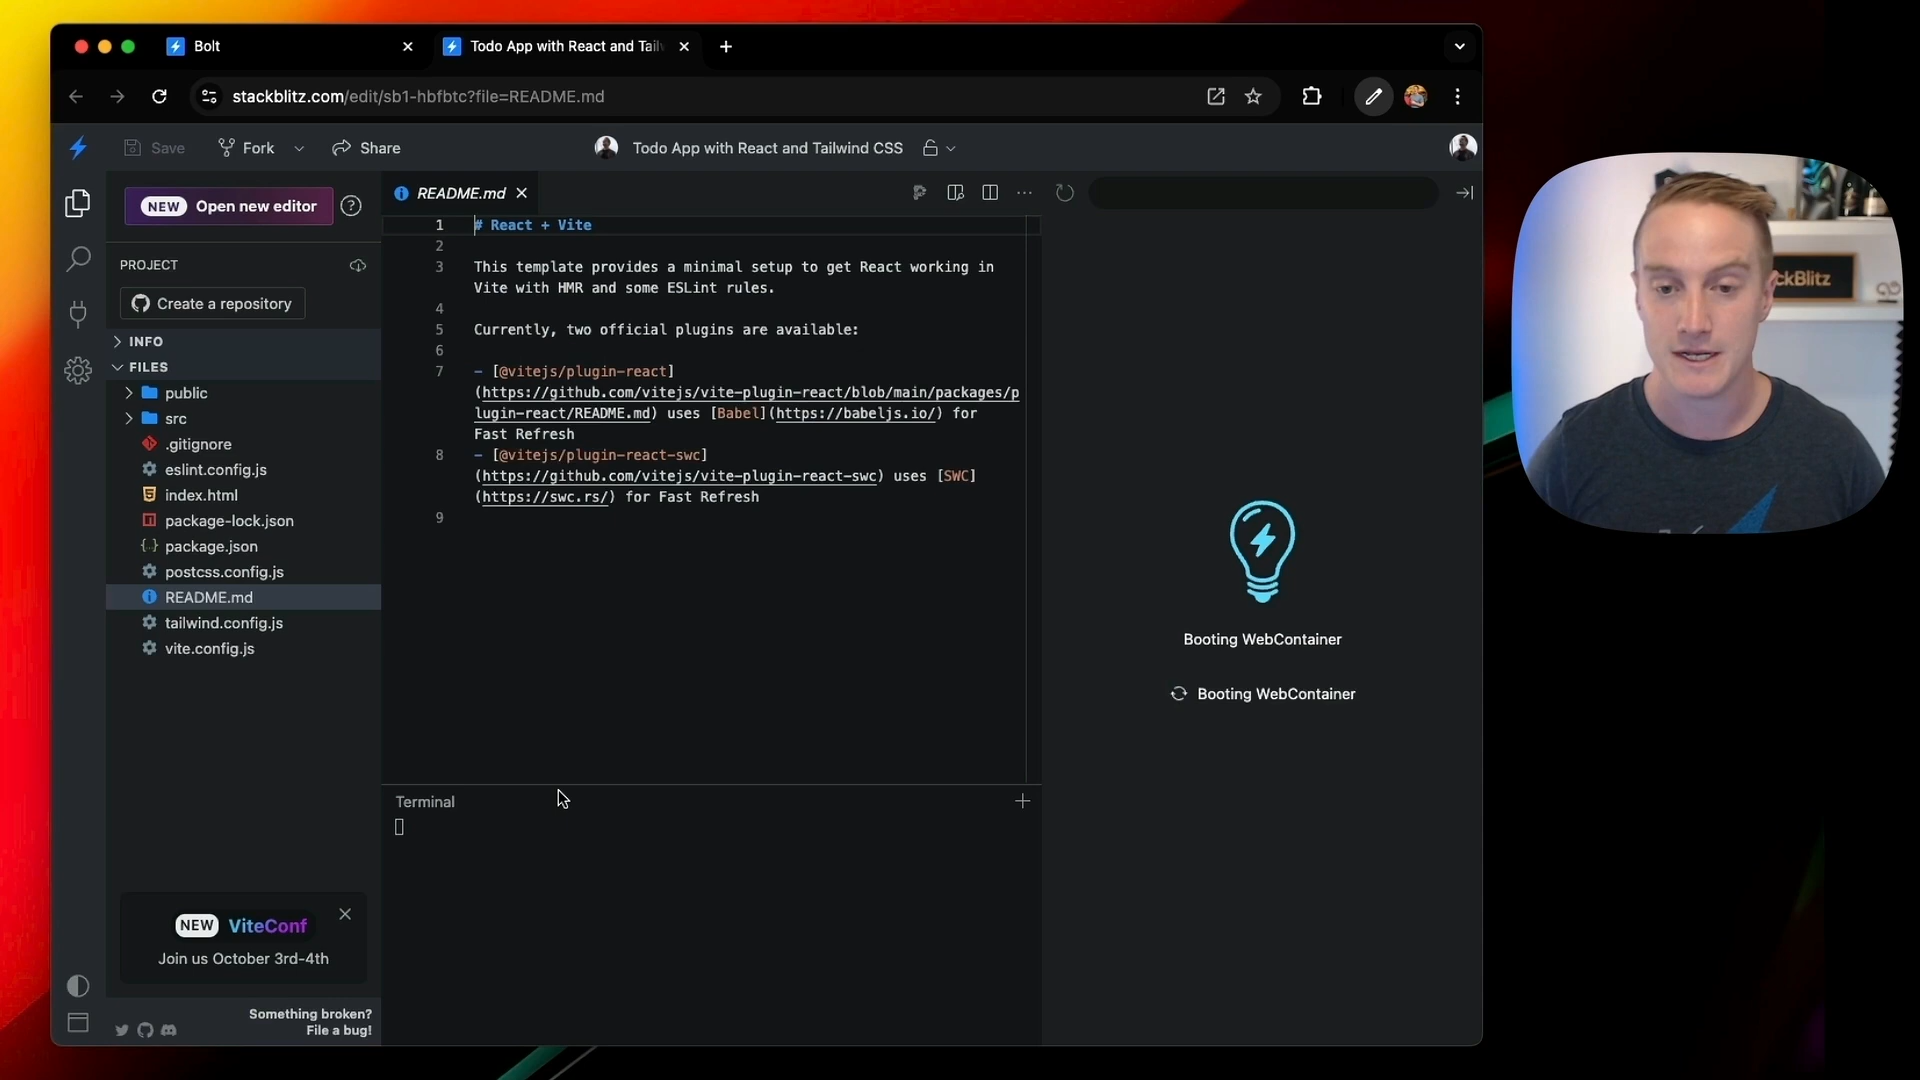 Bolt
Todo App with React and Tail
stackblitz.com/edit/sb1-hbfbtc?file=README.md
Save
Fork
Share
Todo App with React and Tailwind CSS
NEW Open new editor
PROJECT
Create a repository
INFO
FILES
public
src
.gitignore
eslint.config.js
index.html
package-lock.json
package.json
postcss.config.js
README.md
tailwind.config.js
vite.config.js
NEW ViteConf
Join us October 3rd-4th
Something broken?
File a bug!
README.md
1 # React + Vite
2
3 This template provides a minimal setup to get React working in
Vite with HMR and some ESLint rules.
4
5 Currently, two official plugins are available:
6
7 - [@vitejs/plugin-react]
(https://github.com/vitejs/vite-plugin-react/blob/main/packages/p
lugin-react/README.md) uses [Babel](https://babeljs.io/) for
Fast Refresh
8 - [@vitejs/plugin-react-swc]
(https://github.com/vitejs/vite-plugin-react-swc) uses [SWC]
(https://swc.rs/) for Fast Refresh
9
Terminal
Booting WebContainer
Booting WebContainer
ckBlitz